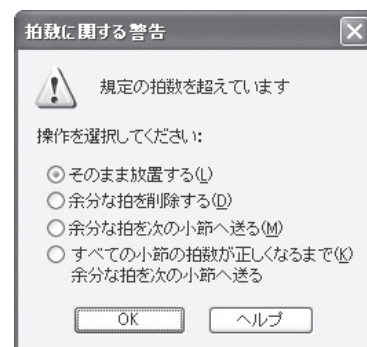 拍数に関する警告
規定の拍数を超えています
操作を選択してください:
そのまま放置する(L)
余分な拍を削除する(D)
余分な拍を次の小節へ送る(M)
すべての小節の拍数が正しくなるまで(K)
余分な拍を次の小節へ送る
OK
ヘルプ